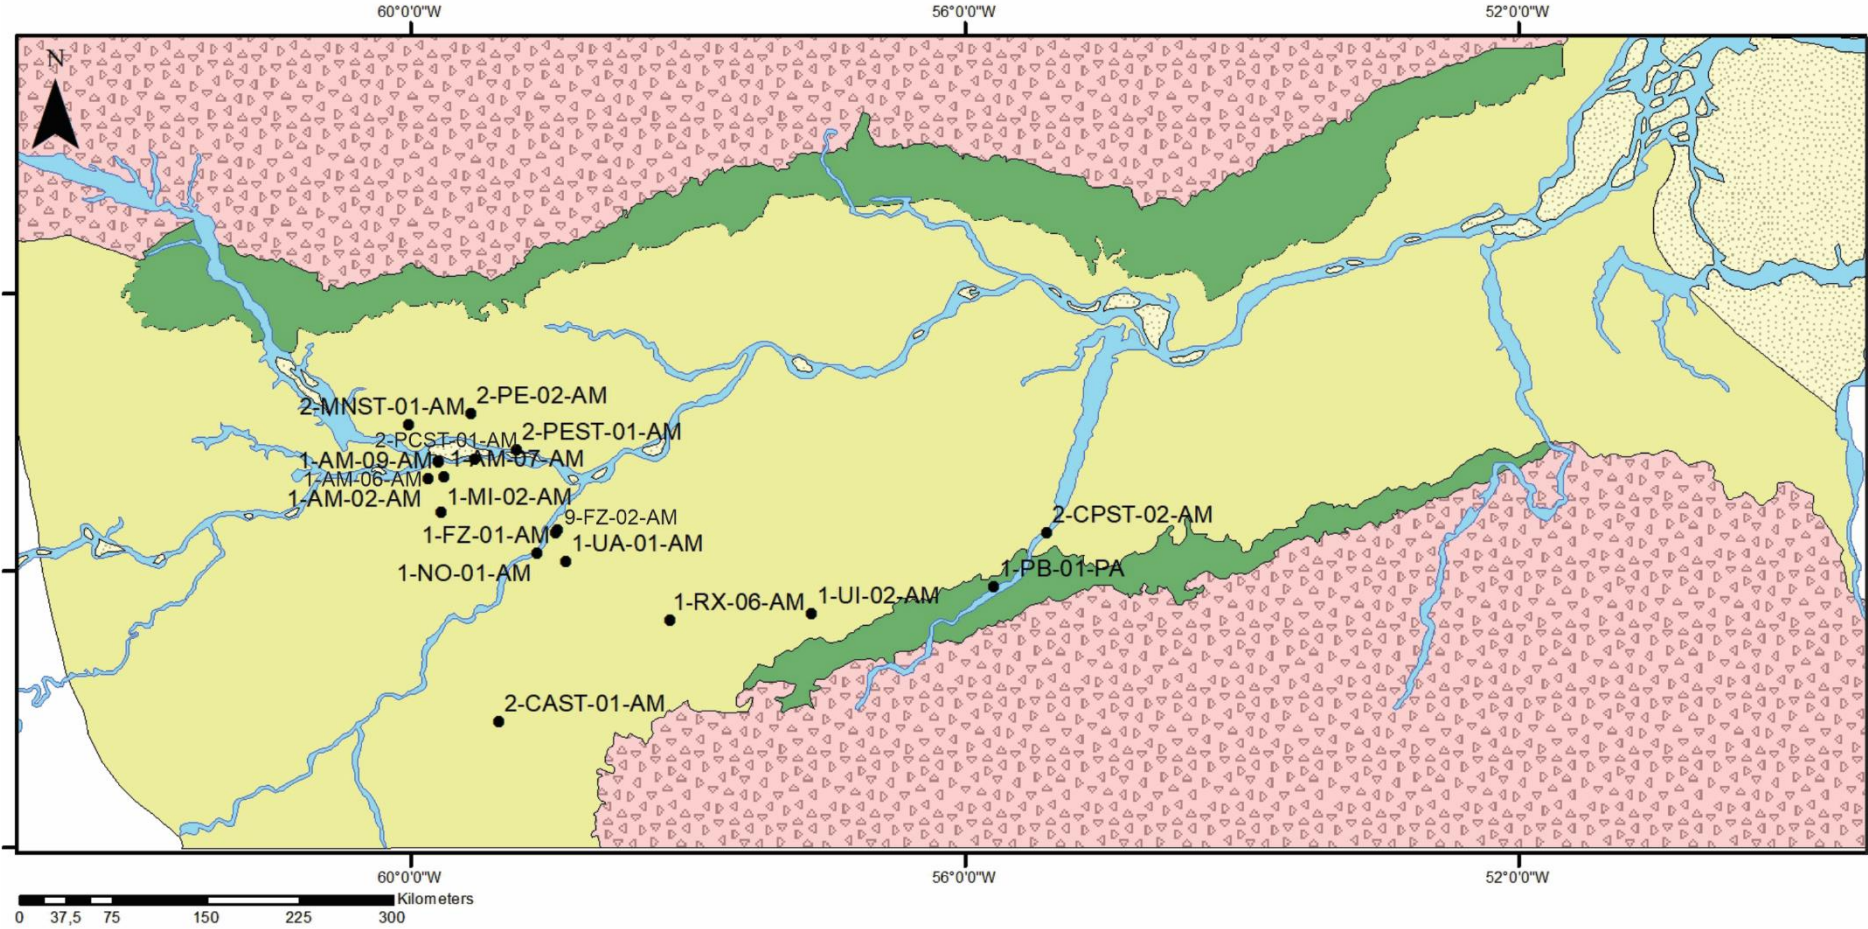 60°0'0"W 56°0'0"W 52°0'0"W
N
2-PE-02-AM
2-MNST-01-AM
2-PEST-01-AM
2-PCST-01-AM
1-AM-09-AM 1-AM-07-AM
1-AM-06-AM
1-AM-02-AM 1-MI-02-AM
9-FZ-02-AM
2-CPST-02-AM
1-FZ-01-AM
1-UA-01-AM
1-NO-01-AM
1-PB-01-PA
1-RX-06-AM 1-UI-02-AM
2-CAST-01-AM
60°0'0"W 56°0'0"W 52°0'0"W
Kilometers
0 37,5 75 150 225 300